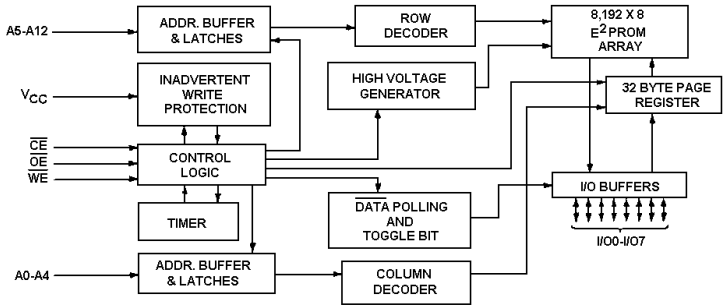 A5-A12
ADDR. BUFFER
& LATCHES
ROW
DECODER
8,192 X 8
E² PROM
ARRAY
VCC
INADVERTENT
WRITE
PROTECTION
HIGH VOLTAGE
GENERATOR
32 BYTE PAGE
REGISTER
CE
OE
WE
CONTROL
LOGIC
TIMER
DATA POLLING
AND
TOGGLE BIT
I/O BUFFERS
I/O0-I/O7
A0-A4
ADDR. BUFFER
& LATCHES
COLUMN
DECODER